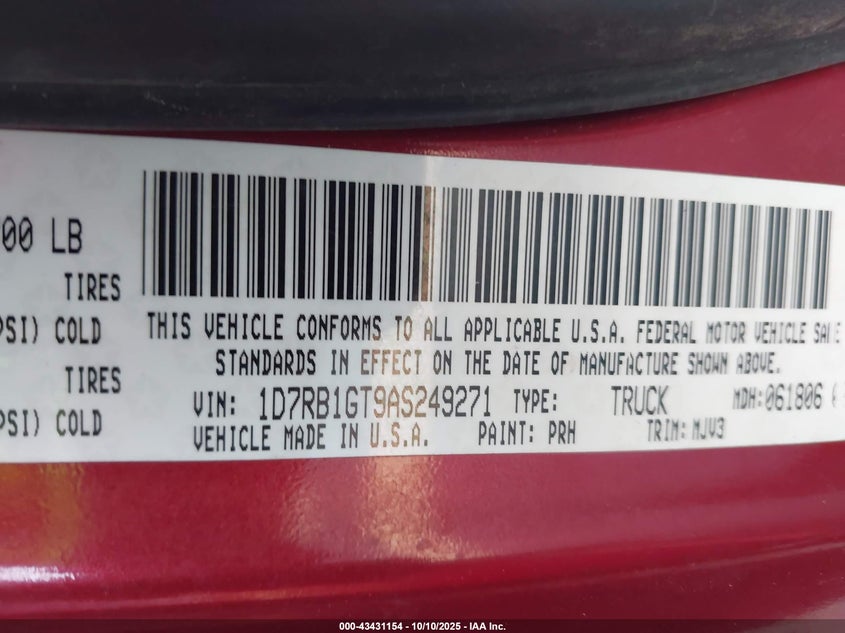 00 LB
TIRES
PSI) COLD
TIRES
PSI) COLD
THIS VEHICLE CONFORMS TO ALL APPLICABLE U.S.A. FEDERAL MOTOR VEHICLE
STANDARDS IN EFFECT ON THE DATE OF MANUFACTURE SHOWN ABOVE.
VIN: 1D7RB1GT9AS249271 TYPE: TRUCK MDH: 061806
VEHICLE MADE IN U.S.A. PAINT: PRH TRIM: MJV3
000-43431154 - 10/10/2025 - IAA Inc.